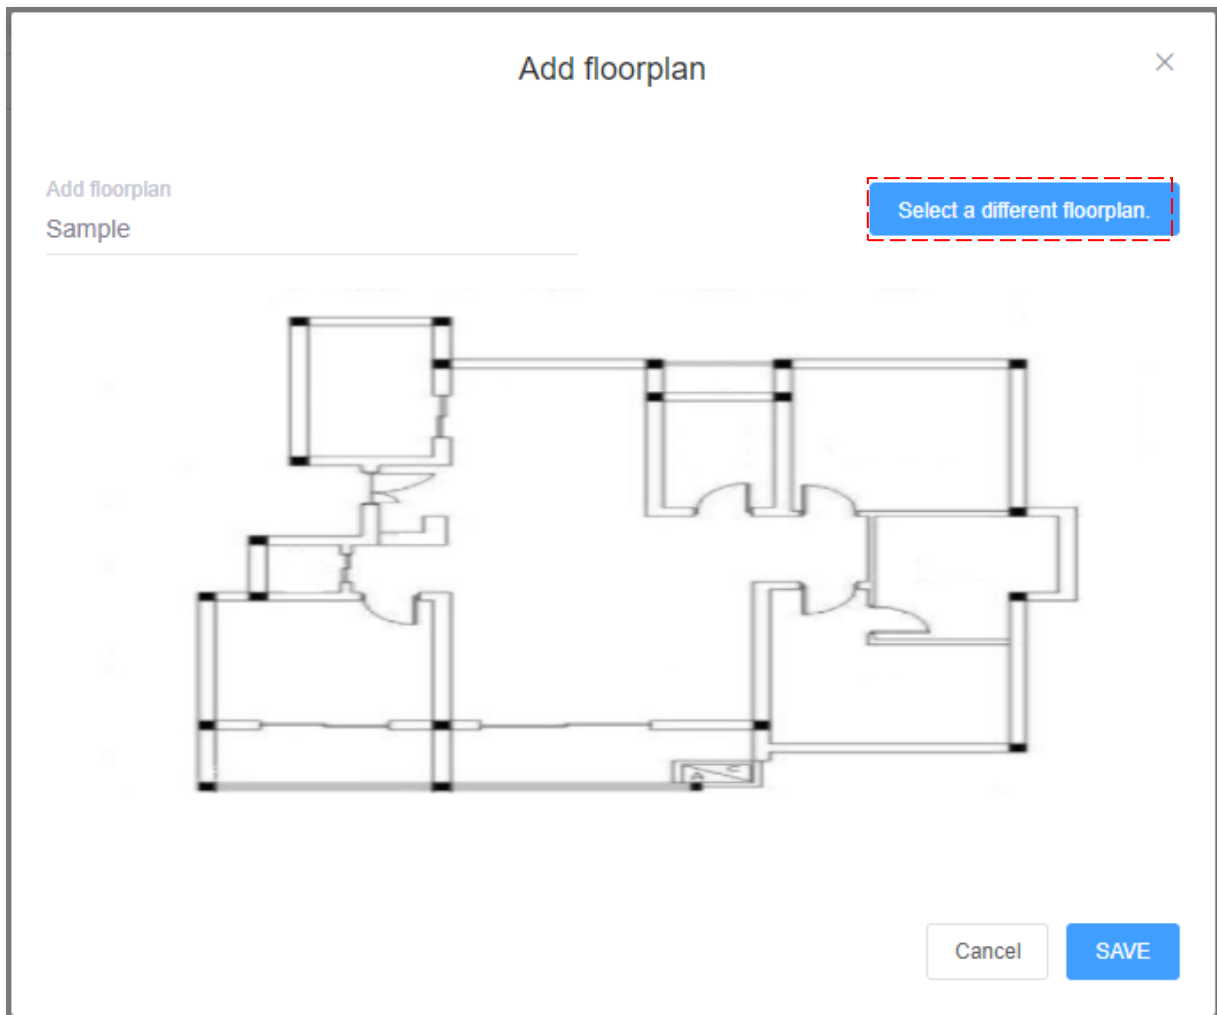 Add floorplan
Add floorplan
Sample
Select a different floorplan.
A C
Cancel
SAVE